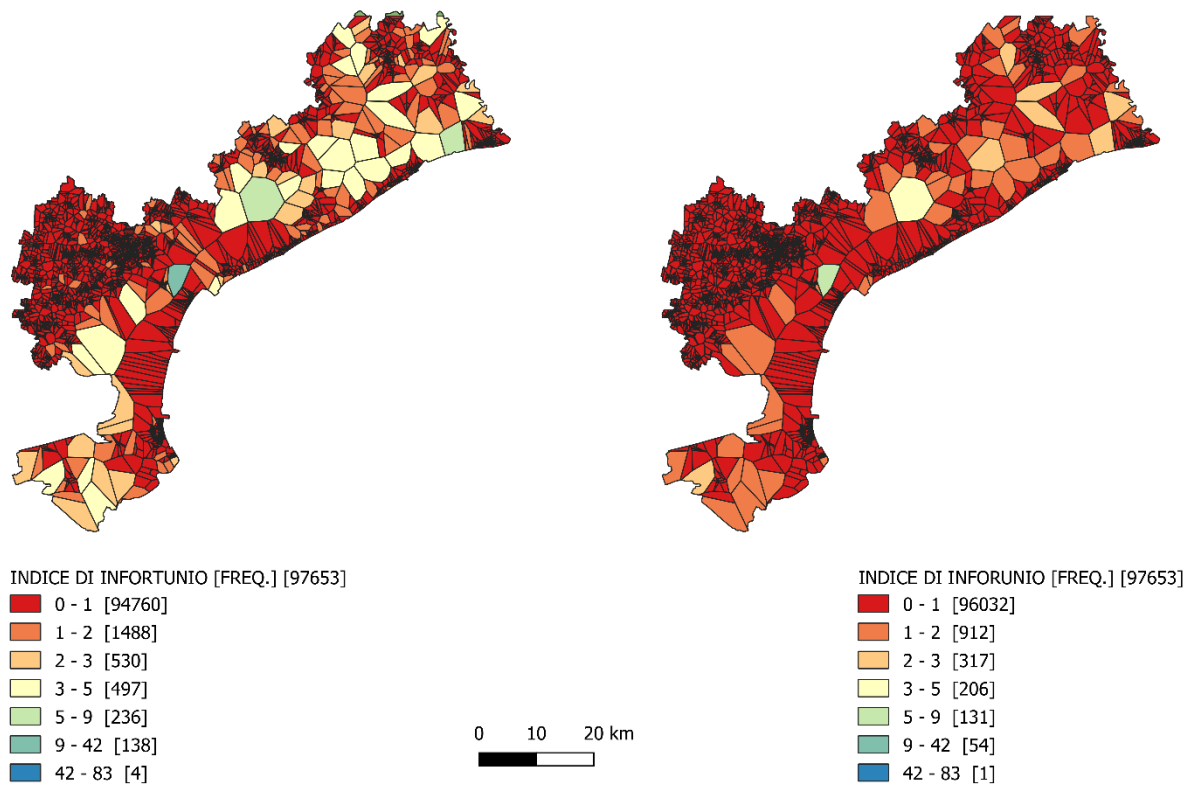 INDICE DI INFORTUNIO [FREQ.] [97653]
0 - 1 [94760]
1 - 2 [1488]
2 - 3 [530]
3 - 5 [497]
5 - 9 [236]
9 - 42 [138]
42 - 83 [4]
0 10 20 km
INDICE DI INFORUNIO [FREQ.] [97653]
0 - 1 [96032]
1 - 2 [912]
2 - 3 [317]
3 - 5 [206]
5 - 9 [131]
9 - 42 [54]
42 - 83 [1]